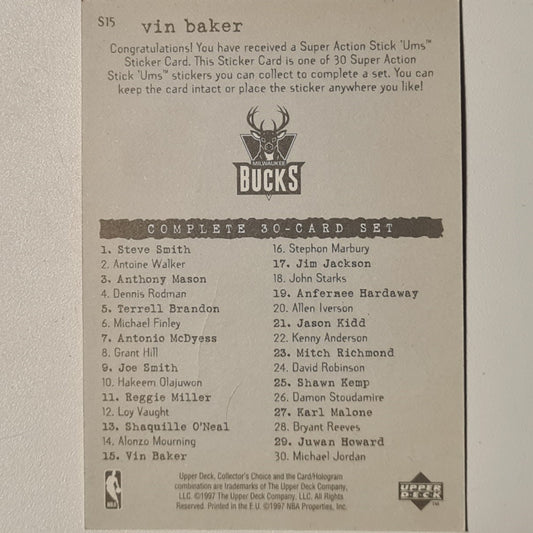 S15
vin baker
Congratulations! You have received a Super Action Stick 'Ums™
Sticker Card. This Sticker Card is one of 30 Super Action
Stick 'Ums™ stickers you can collect to complete a set. You can
keep the card intact or place the sticker anywhere you like!
MILWAUKEE
BUCKS
COMPLETE 30-CARD SET
1. Steve Smith
2. Antoine Walker
3. Anthony Mason
4. Dennis Rodman
5. Terrell Brandon
6. Michael Finley
7. Antonio McDyess
8. Grant Hill
9. Joe Smith
10. Hakeem Olajuwon
11. Reggie Miller
12. Loy Vaught
13. Shaquille O'Neal
14. Alonzo Mourning
15. Vin Baker
16. Stephon Marbury
17. Jim Jackson
18. John Starks
19. Anfernee Hardaway
20. Allen Iverson
21. Jason Kidd
22. Kenny Anderson
23. Mitch Richmond
24. David Robinson
25. Shawn Kemp
26. Damon Stoudamire
27. Karl Malone
28. Bryant Reeves
29. Juwan Howard
30. Michael Jordan
NBA
Upper Deck, Collector's Choice and the Card/Hologram
combination are trademarks of The Upper Deck Company,
LLC. ©1997 The Upper Deck Company, LLC. All Rights
Reserved. Printed in the E.U. ©1997 NBA Properties, Inc.
UPPER
DECK
™